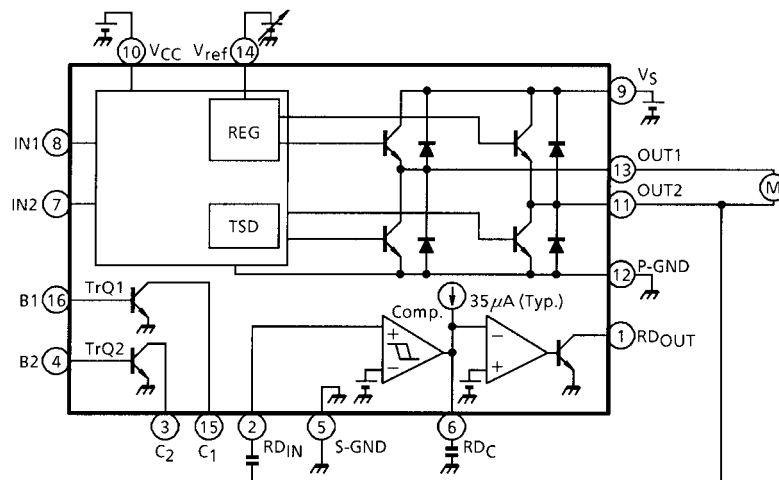 10 VCC Vref 14
VS
9
REG
IN1 8
OUT1
13
M
OUT2
11
IN2 7
TSD
P-GND
12
B1 16 TrQ1
Comp. 35μA (Typ.)
+
−
−
+
1 RDOUT
B2 4 TrQ2
3 15 2 5 6
C2 C1 RDIN S-GND RDC